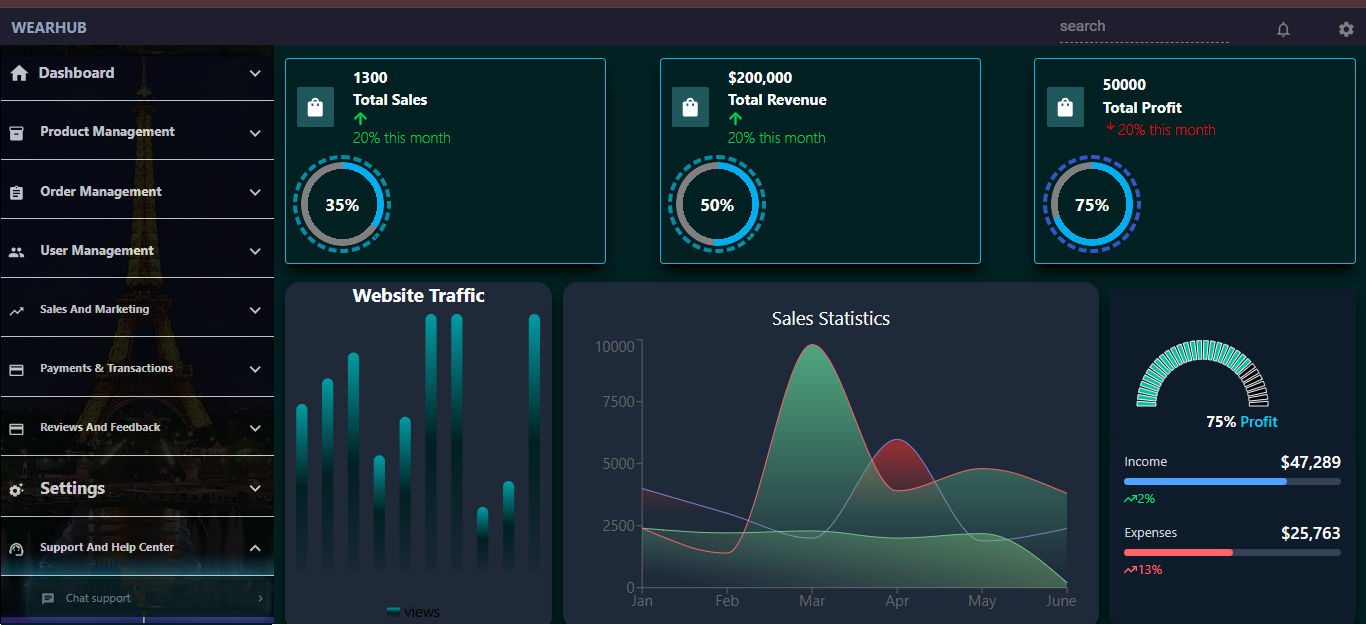 WEARHUB
search
Dashboard
Product Management
Order Management
User Management
Sales And Marketing
Payments & Transactions
Reviews And Feedback
Settings
Support And Help Center
Chat support
1300
Total Sales
20% this month
35%
$200,000
Total Revenue
20% this month
50%
50000
Total Profit
20% this month
75%
Website Traffic
views
Sales Statistics
10000
7500
5000
2500
0
Jan Feb Mar Apr May June
75% Profit
Income $47,289
2%
Expenses $25,763
13%